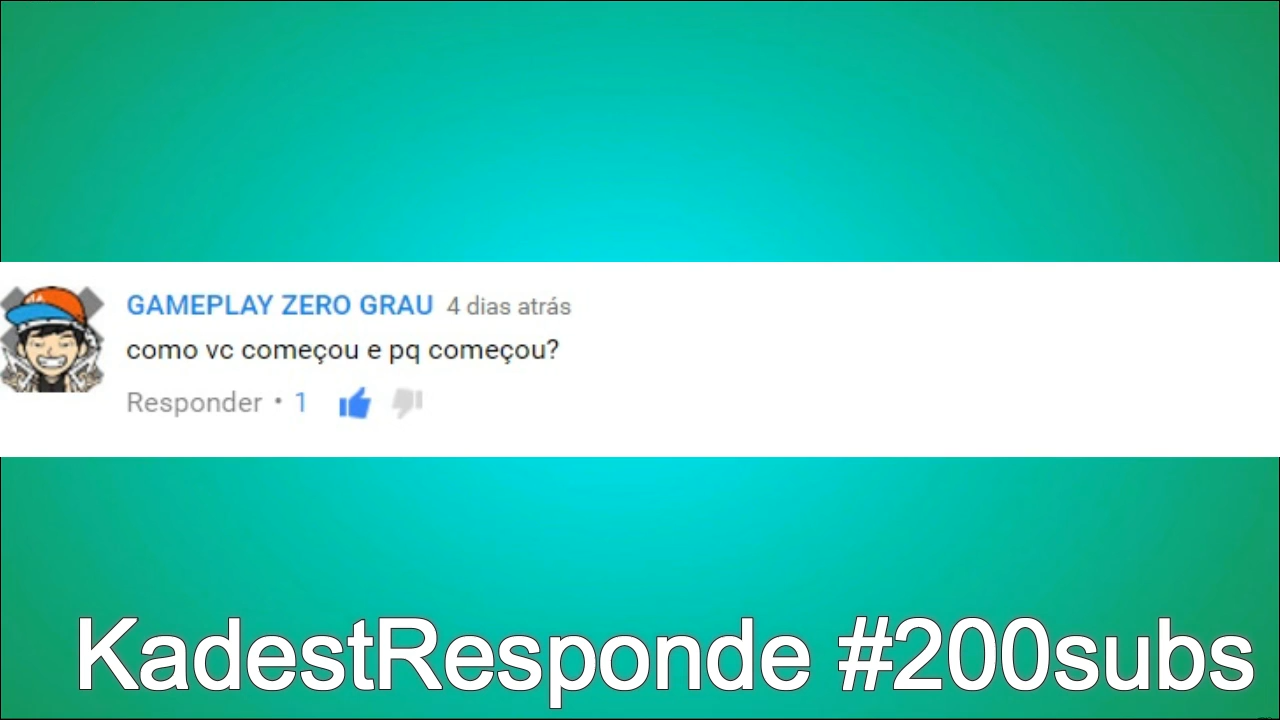 GAMEPLAY ZERO GRAU 4 dias atrás
como vc começou e pq começou?
Responder • 1
KadestResponde #200subs